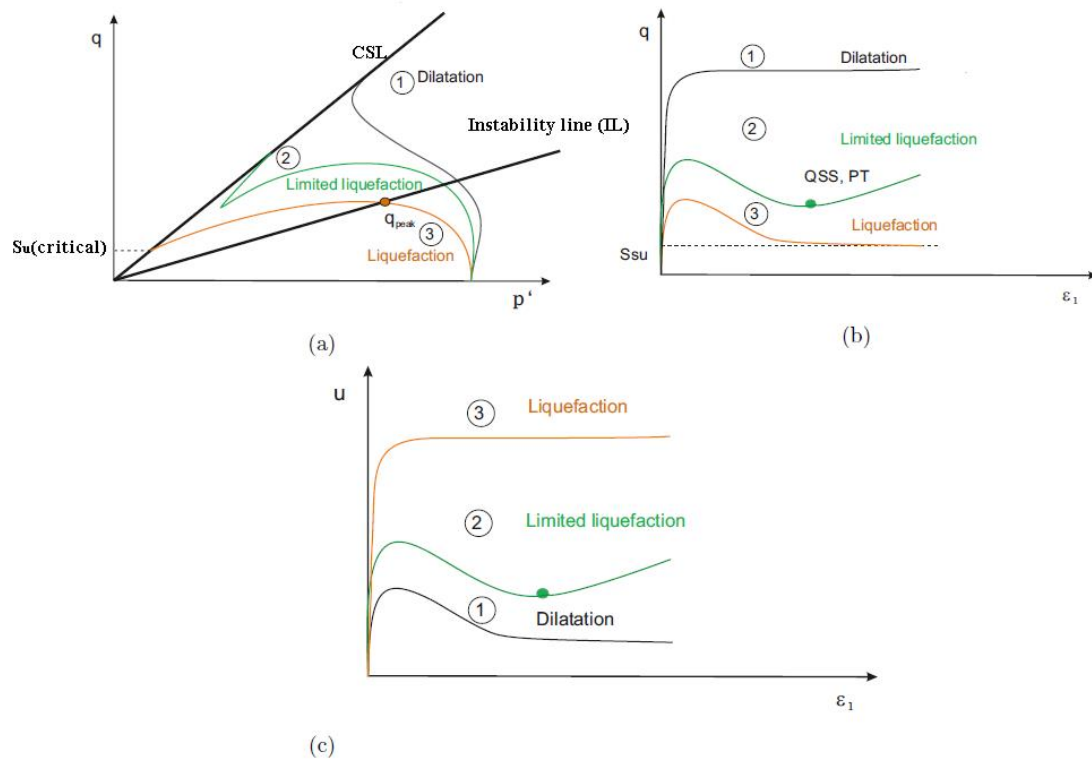 q
CSL
1
Dilatation
Instability line (IL)
2
Limited liquefaction
qpeak
3
Su(critical)
Liquefaction
p'
(a)
q
1
Dilatation
2
Limited liquefaction
QSS, PT
3
Liquefaction
Ssu
ε1
(b)
u
3
Liquefaction
2
Limited liquefaction
1
Dilatation
ε1
(c)